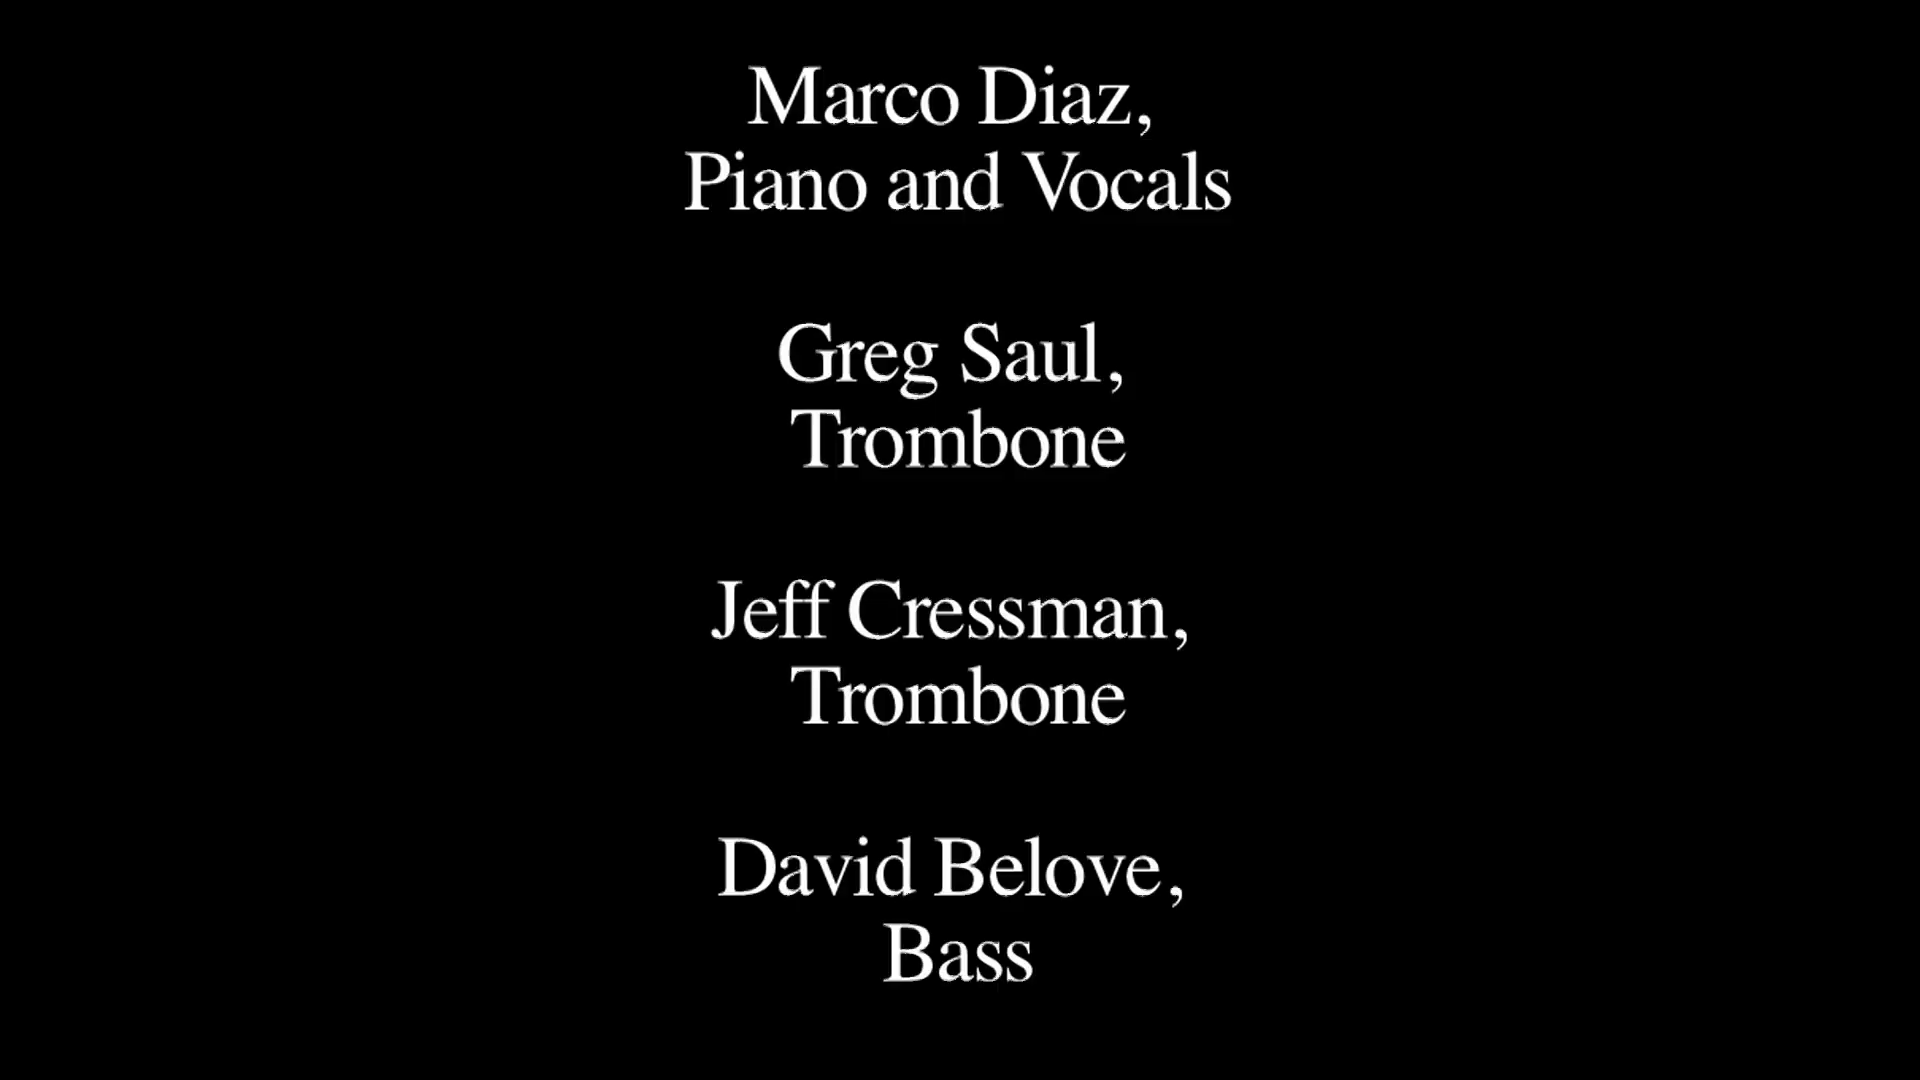 Marco Diaz,
Piano and Vocals
Greg Saul,
Trombone
Jeff Cressman,
Trombone
David Belove,
Bass